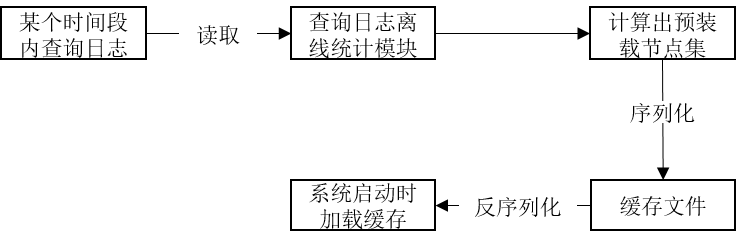 某个时间段
内查询日志
读取
查询日志离
线统计模块
计算出预装
载节点集
序列化
缓存文件
反序列化
系统启动时
加载缓存